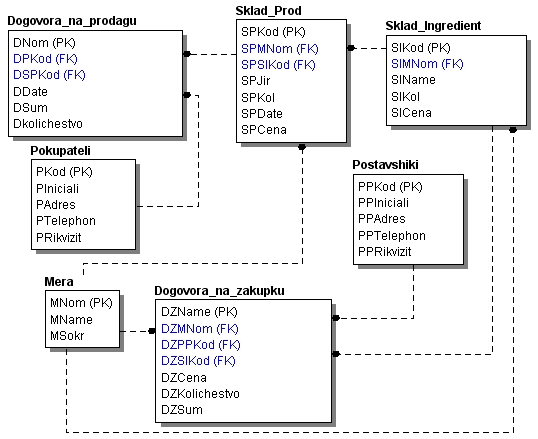 Dogovora_na_prodagu
DNom (PK)
DPKod (FK)
DSPKod (FK)
DDate
DSum
Dkolichestvo
Sklad_Prod
SPKod (PK)
SPMNom (FK)
SPSIKod (FK)
SPJir
SPKol
SPDate
SPCena
Sklad_Ingredient
SIKod (PK)
SIMNom (FK)
SIName
SIKol
SICena
Pokupateli
PKod (PK)
PIniciali
PAdres
PTelephon
PRikvizit
Postavshiki
PPKod (PK)
PPIniciali
PPAdres
PPTelephon
PPRikvizit
Mera
MNom (PK)
MName
MSokr
Dogovora_na_zakupku
DZName (PK)
DZMNom (FK)
DZPPKod (FK)
DZSIKod (FK)
DZCena
DZKolichestvo
DZSum